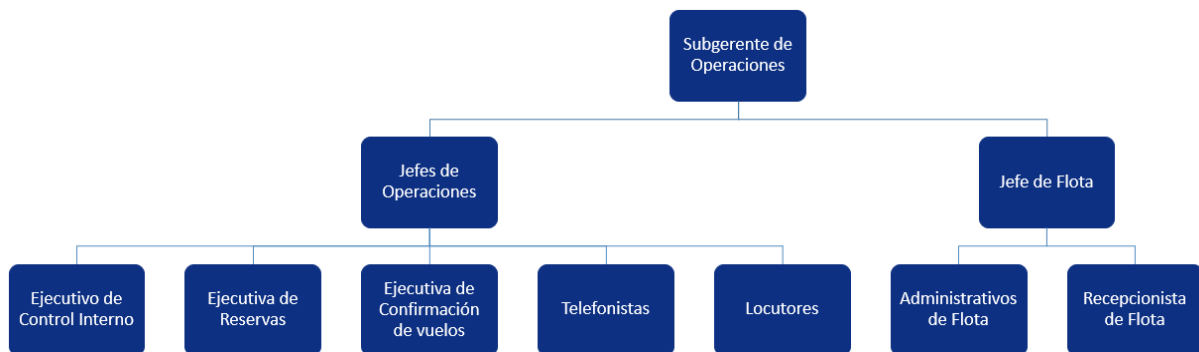 Subgerente de
Operaciones
Jefes de
Operaciones
Jefe de Flota
Ejecutivo de
Control Interno
Ejecutiva de
Reservas
Ejecutiva de
Confirmación
de vuelos
Telefonistas
Locutores
Administrativos
de Flota
Recepcionista
de Flota